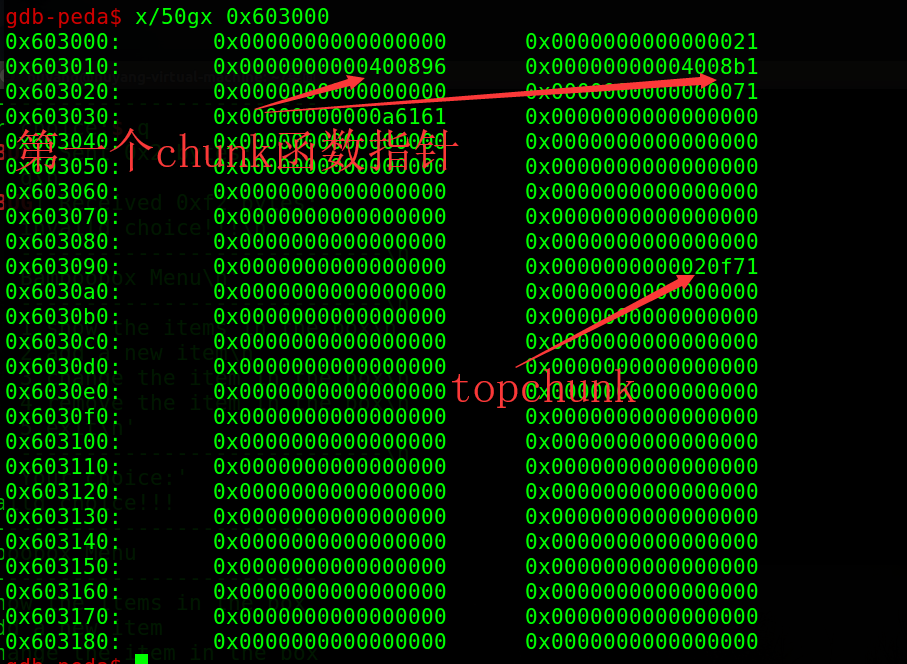 gdb-peda$ x/50gx 0x603000
0x603000: 0x0000000000000000 0x0000000000000021
0x603010: 0x0000000000400896 0x00000000004008b1
0x603020: 0x0000000000000000 0x0000000000000071
0x603030: 0x00000000000a6161 0x0000000000000000
0x603040: 0x0000000000000000 0x0000000000000000
第一个chunk函数指针
0x603050: 0x0000000000000000 0x0000000000000000
0x603060: 0x0000000000000000 0x0000000000000000
0x603070: 0x0000000000000000 0x0000000000000000
0x603080: 0x0000000000000000 0x0000000000000000
0x603090: 0x0000000000000000 0x0000000000020f71
0x6030a0: 0x0000000000000000 0x0000000000000000
0x6030b0: 0x0000000000000000 0x0000000000000000
0x6030c0: 0x0000000000000000 0x0000000000000000
0x6030d0: 0x0000000000000000 0x0000000000000000
topchunk
0x6030e0: 0x0000000000000000 0x0000000000000000
0x6030f0: 0x0000000000000000 0x0000000000000000
0x603100: 0x0000000000000000 0x0000000000000000
0x603110: 0x0000000000000000 0x0000000000000000
0x603120: 0x0000000000000000 0x0000000000000000
0x603130: 0x0000000000000000 0x0000000000000000
0x603140: 0x0000000000000000 0x0000000000000000
0x603150: 0x0000000000000000 0x0000000000000000
0x603160: 0x0000000000000000 0x0000000000000000
0x603170: 0x0000000000000000 0x0000000000000000
0x603180: 0x0000000000000000 0x0000000000000000
gdb-peda$